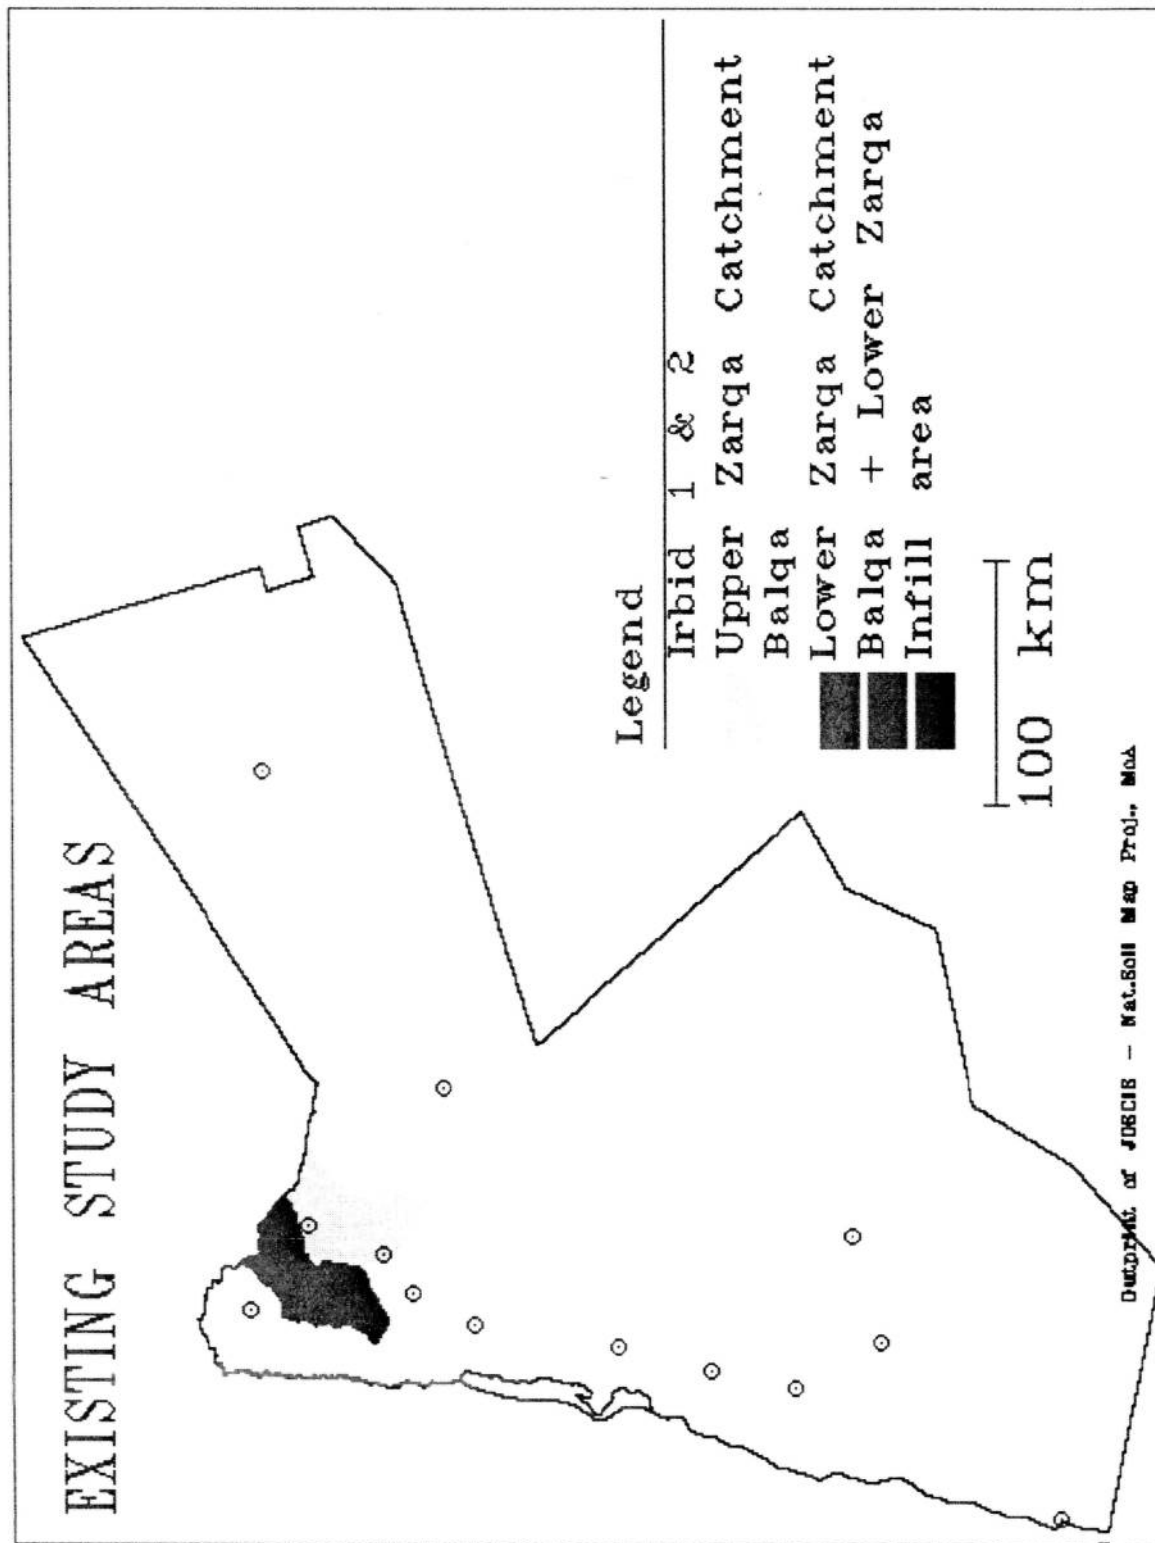 EXISTING STUDY AREAS
Legend
Irbid 1 & 2
Upper Zarqa Catchment
Balqa
Lower Zarqa Catchment
Balqa + Lower Zarqa
Infill area
100 km
Outprint of JOSCIS - Nat.Soil Map Proj., MoA